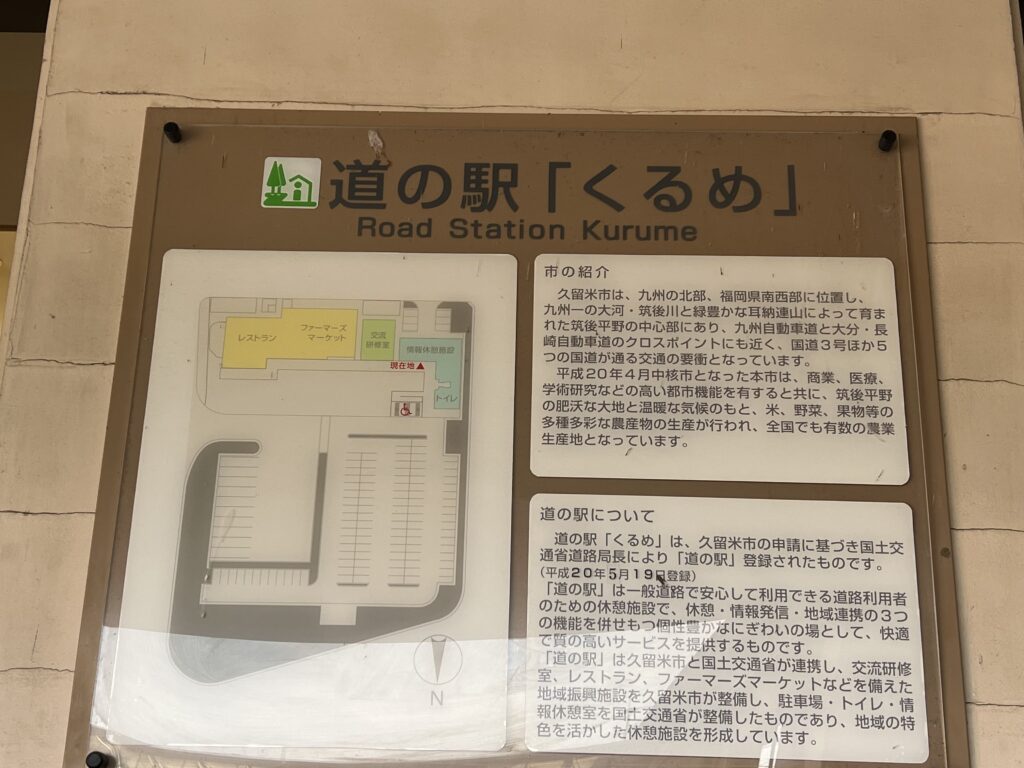 道の駅「くるめ」
Road Station Kurume
レストラン
ファーマーズ
マーケット
交流
研修室
情報休憩施設
現在地▲
トイレ
N
市の紹介
久留米市は、九州の北部、福岡県南西部に位置し、
九州一の大河・筑後川と緑豊かな耳納連山によって育ま
れた筑後平野の中心部にあり、九州自動車道と大分・長
崎自動車道のクロスポイントにも近く、国道3号ほか5
つの国道が通る交通の要衝となっています。
平成20年4月中核市となった本市は、商業、医療、
学術研究などの高い都市機能を有すると共に、筑後平野
の肥沃な大地と温暖な気候のもと、米、野菜、果物等の
多種多彩な農産物の生産が行われ、全国でも有数の農業
生産地となっています。
道の駅について
道の駅「くるめ」は、久留米市の申請に基づき国土交
通省道路局長により「道の駅」登録されたものです。
（平成20年5月19日登録）
「道の駅」は一般道路で安心して利用できる道路利用者
のための休憩施設で、休憩・情報発信・地域連携の3つ
の機能を併せもつ個性豊かなにぎわいの場として、快適
で質の高いサービスを提供するものです。
「道の駅」は久留米市と国土交通省が連携し、交流研修
室、レストラン、ファーマーズマーケットなどを備えた
地域振興施設を久留米市が整備し、駐車場・トイレ・情
報休憩室を国土交通省が整備したものであり、地域の特
色を活かした休憩施設を形成しています。